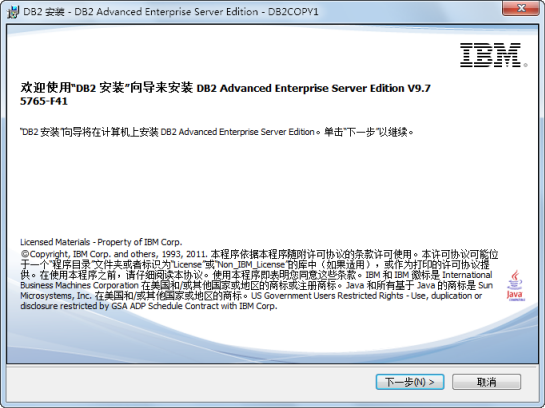 DB2 安装 - DB2 Advanced Enterprise Server Edition - DB2COPY1
IBM®
欢迎使用“DB2 安装”向导来安装 DB2 Advanced Enterprise Server Edition V9.7
5765-F41
“DB2 安装”向导将在计算机上安装 DB2 Advanced Enterprise Server Edition。单击“下一步”以继续。
Licensed Materials - Property of IBM Corp.
©Copyright, IBM Corp. and others, 1993, 2011. 本程序依据本程序随附许可协议的条款许可使用。本许可协议可能位
于一个“程序目录”文件夹或者标识为“License”或“Non_IBM_License”的库中（如果适用），或作为打印的许可协议提
供。在使用本程序之前，请仔细阅读本协议。使用本程序即表明您同意这些条款。IBM 和 IBM 徽标是 International
Business Machines Corporation 在美国和/或其他国家或地区的商标或注册商标。Java 和所有基于 Java 的商标是 Sun
Microsystems, Inc. 在美国和/或其他国家或地区的商标。US Government Users Restricted Rights - Use, duplication or
disclosure restricted by GSA ADP Schedule Contract with IBM Corp.
Java
下一步(N) >
取消